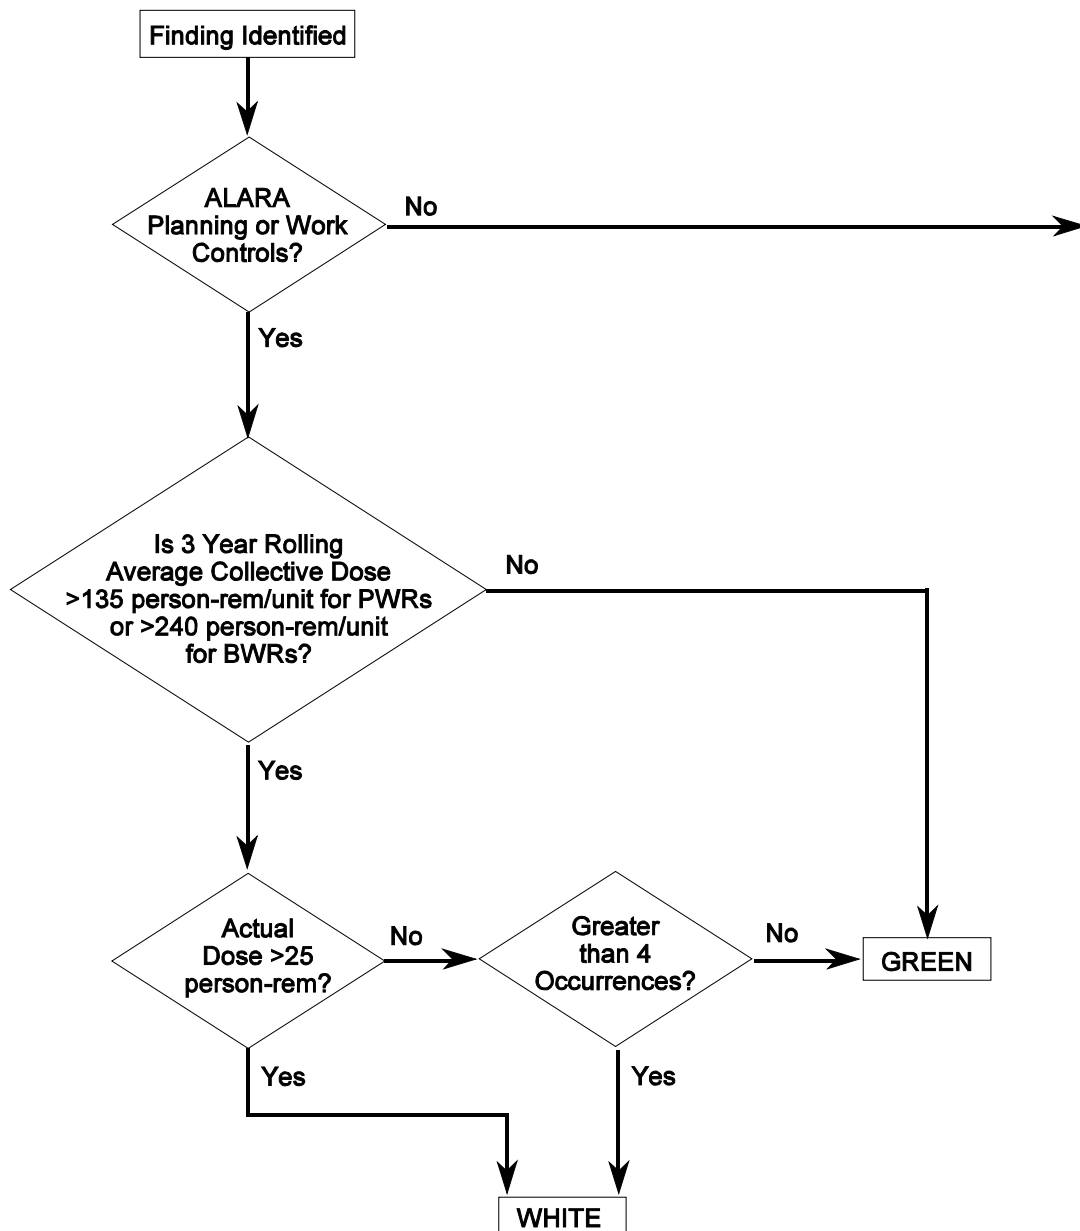 Finding Identified
ALARA
Planning or Work
Controls?
No
Yes
Is 3 Year Rolling
Average Collective Dose
>135 person-rem/unit for PWRs
or >240 person-rem/unit
for BWRs?
No
Yes
Actual
Dose >25
person-rem?
No
Greater
than 4
Occurrences?
No
GREEN
Yes
Yes
WHITE